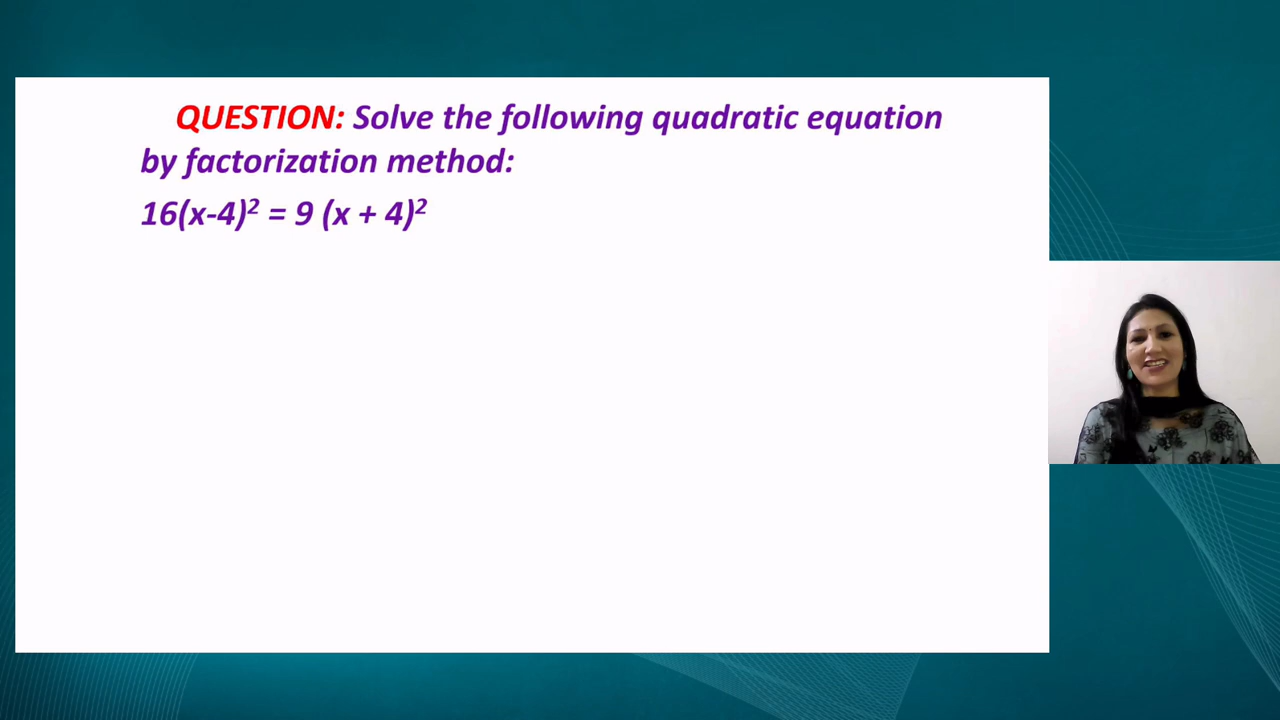 QUESTION: Solve the following quadratic equation
by factorization method:
16(x-4)² = 9 (x + 4)²